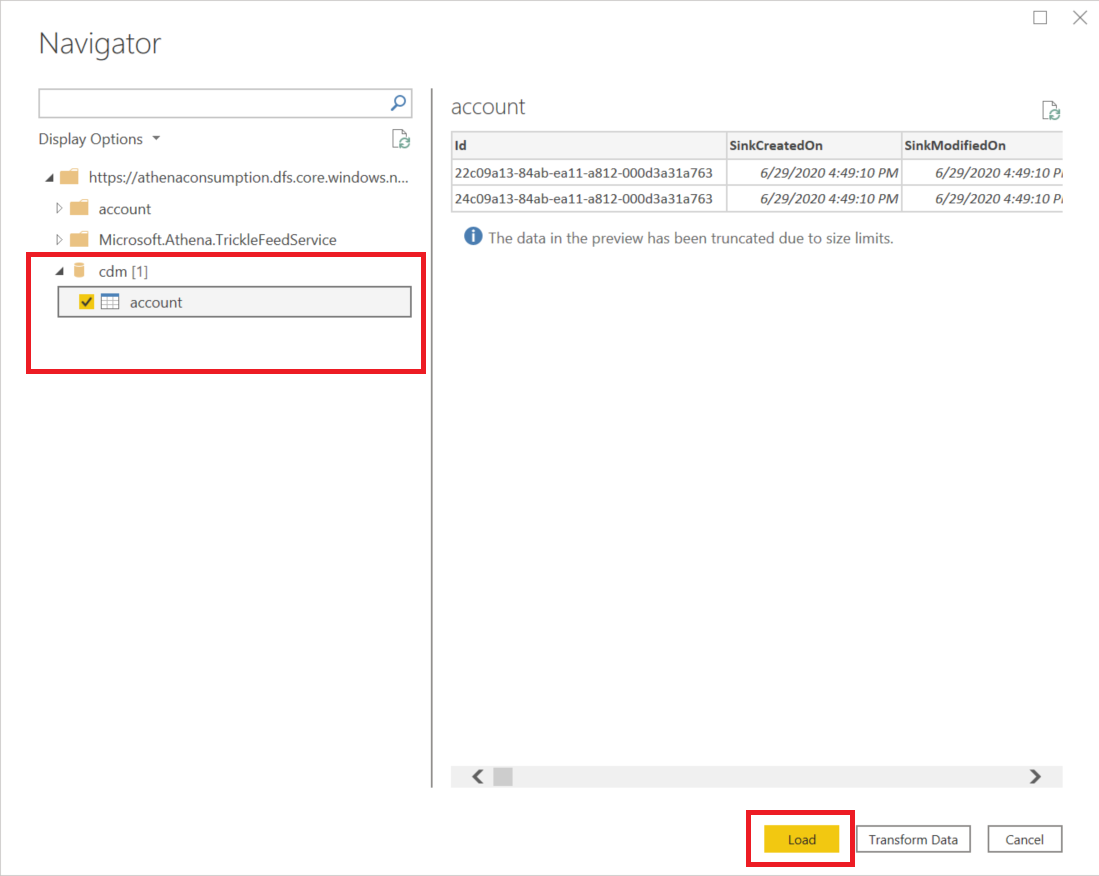 Navigator
Display Options
https://athenaconsumption.dfs.core.windows.n...
account
Microsoft.Athena.TrickleFeedService
cdm [1]
account
account
Id SinkCreatedOn SinkModifiedOn
22c09a13-84ab-ea11-a812-000d3a31a763 6/29/2020 4:49:10 PM 6/29/2020 4:49:10 P
24c09a13-84ab-ea11-a812-000d3a31a763 6/29/2020 4:49:10 PM 6/29/2020 4:49:10 P
The data in the preview has been truncated due to size limits.
Load Transform Data Cancel